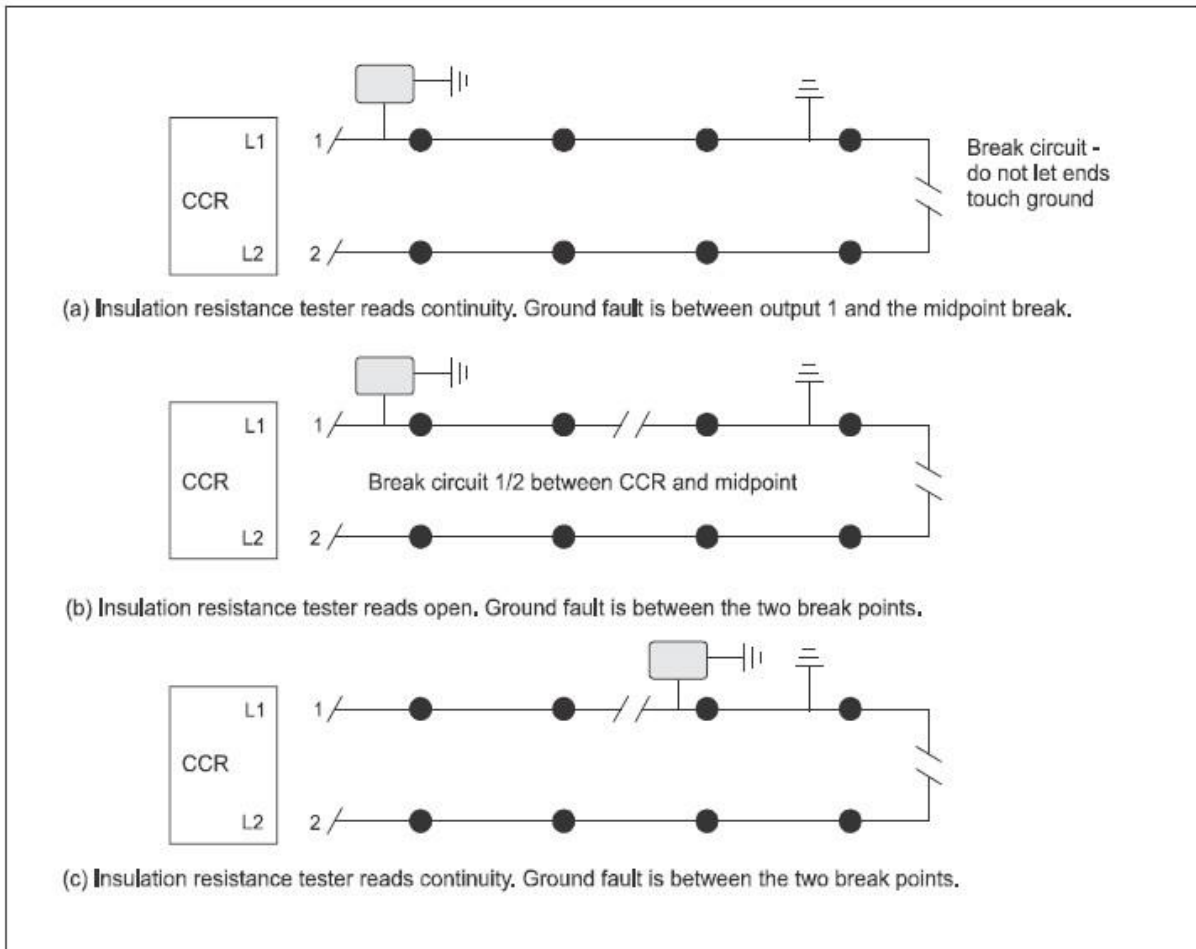 L1
1
CCR
L2
2
Break circuit -
do not let ends
touch ground
(a) Insulation resistance tester reads continuity. Ground fault is between output 1 and the midpoint break.
L1
1
CCR
Break circuit 1/2 between CCR and midpoint
L2
2
(b) Insulation resistance tester reads open. Ground fault is between the two break points.
L1
1
CCR
L2
2
(c) Insulation resistance tester reads continuity. Ground fault is between the two break points.